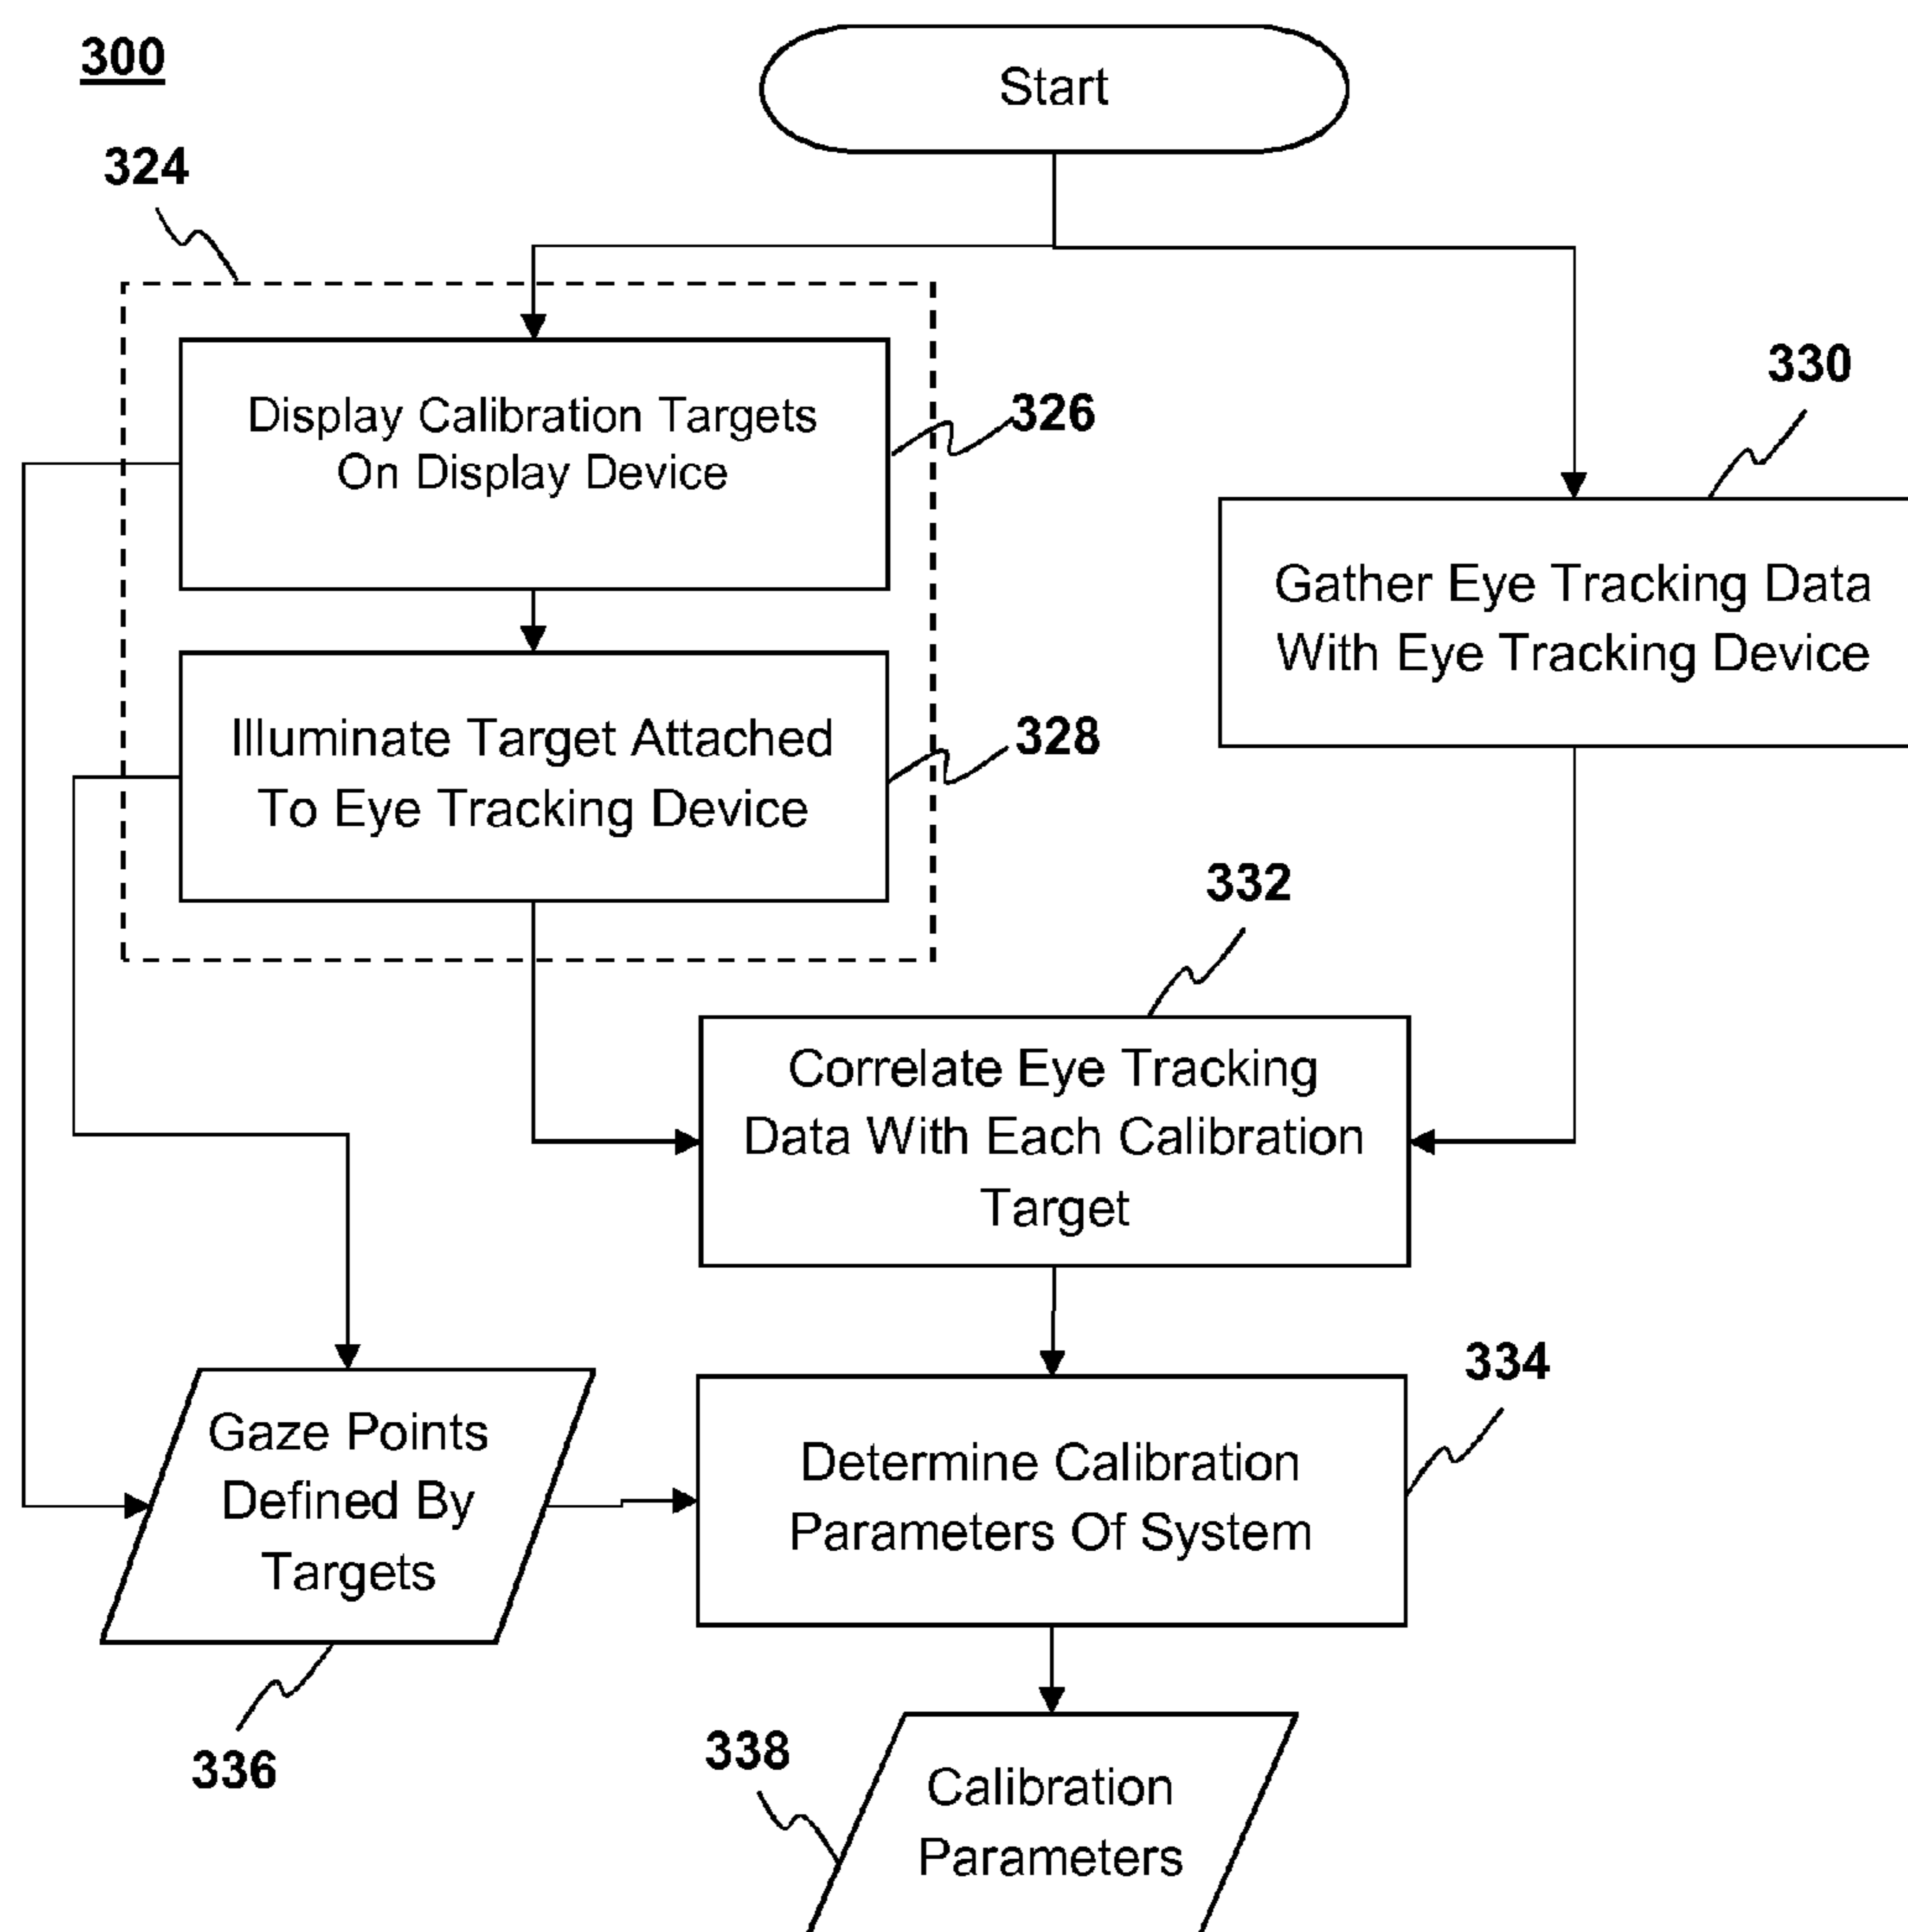 300
Start
324
Display Calibration Targets
On Display Device
326
330
Gather Eye Tracking Data
With Eye Tracking Device
Illuminate Target Attached
To Eye Tracking Device
328
332
Correlate Eye Tracking
Data With Each Calibration
Target
334
Gaze Points
Defined By
Targets
Determine Calibration
Parameters Of System
336
338
Calibration
Parameters